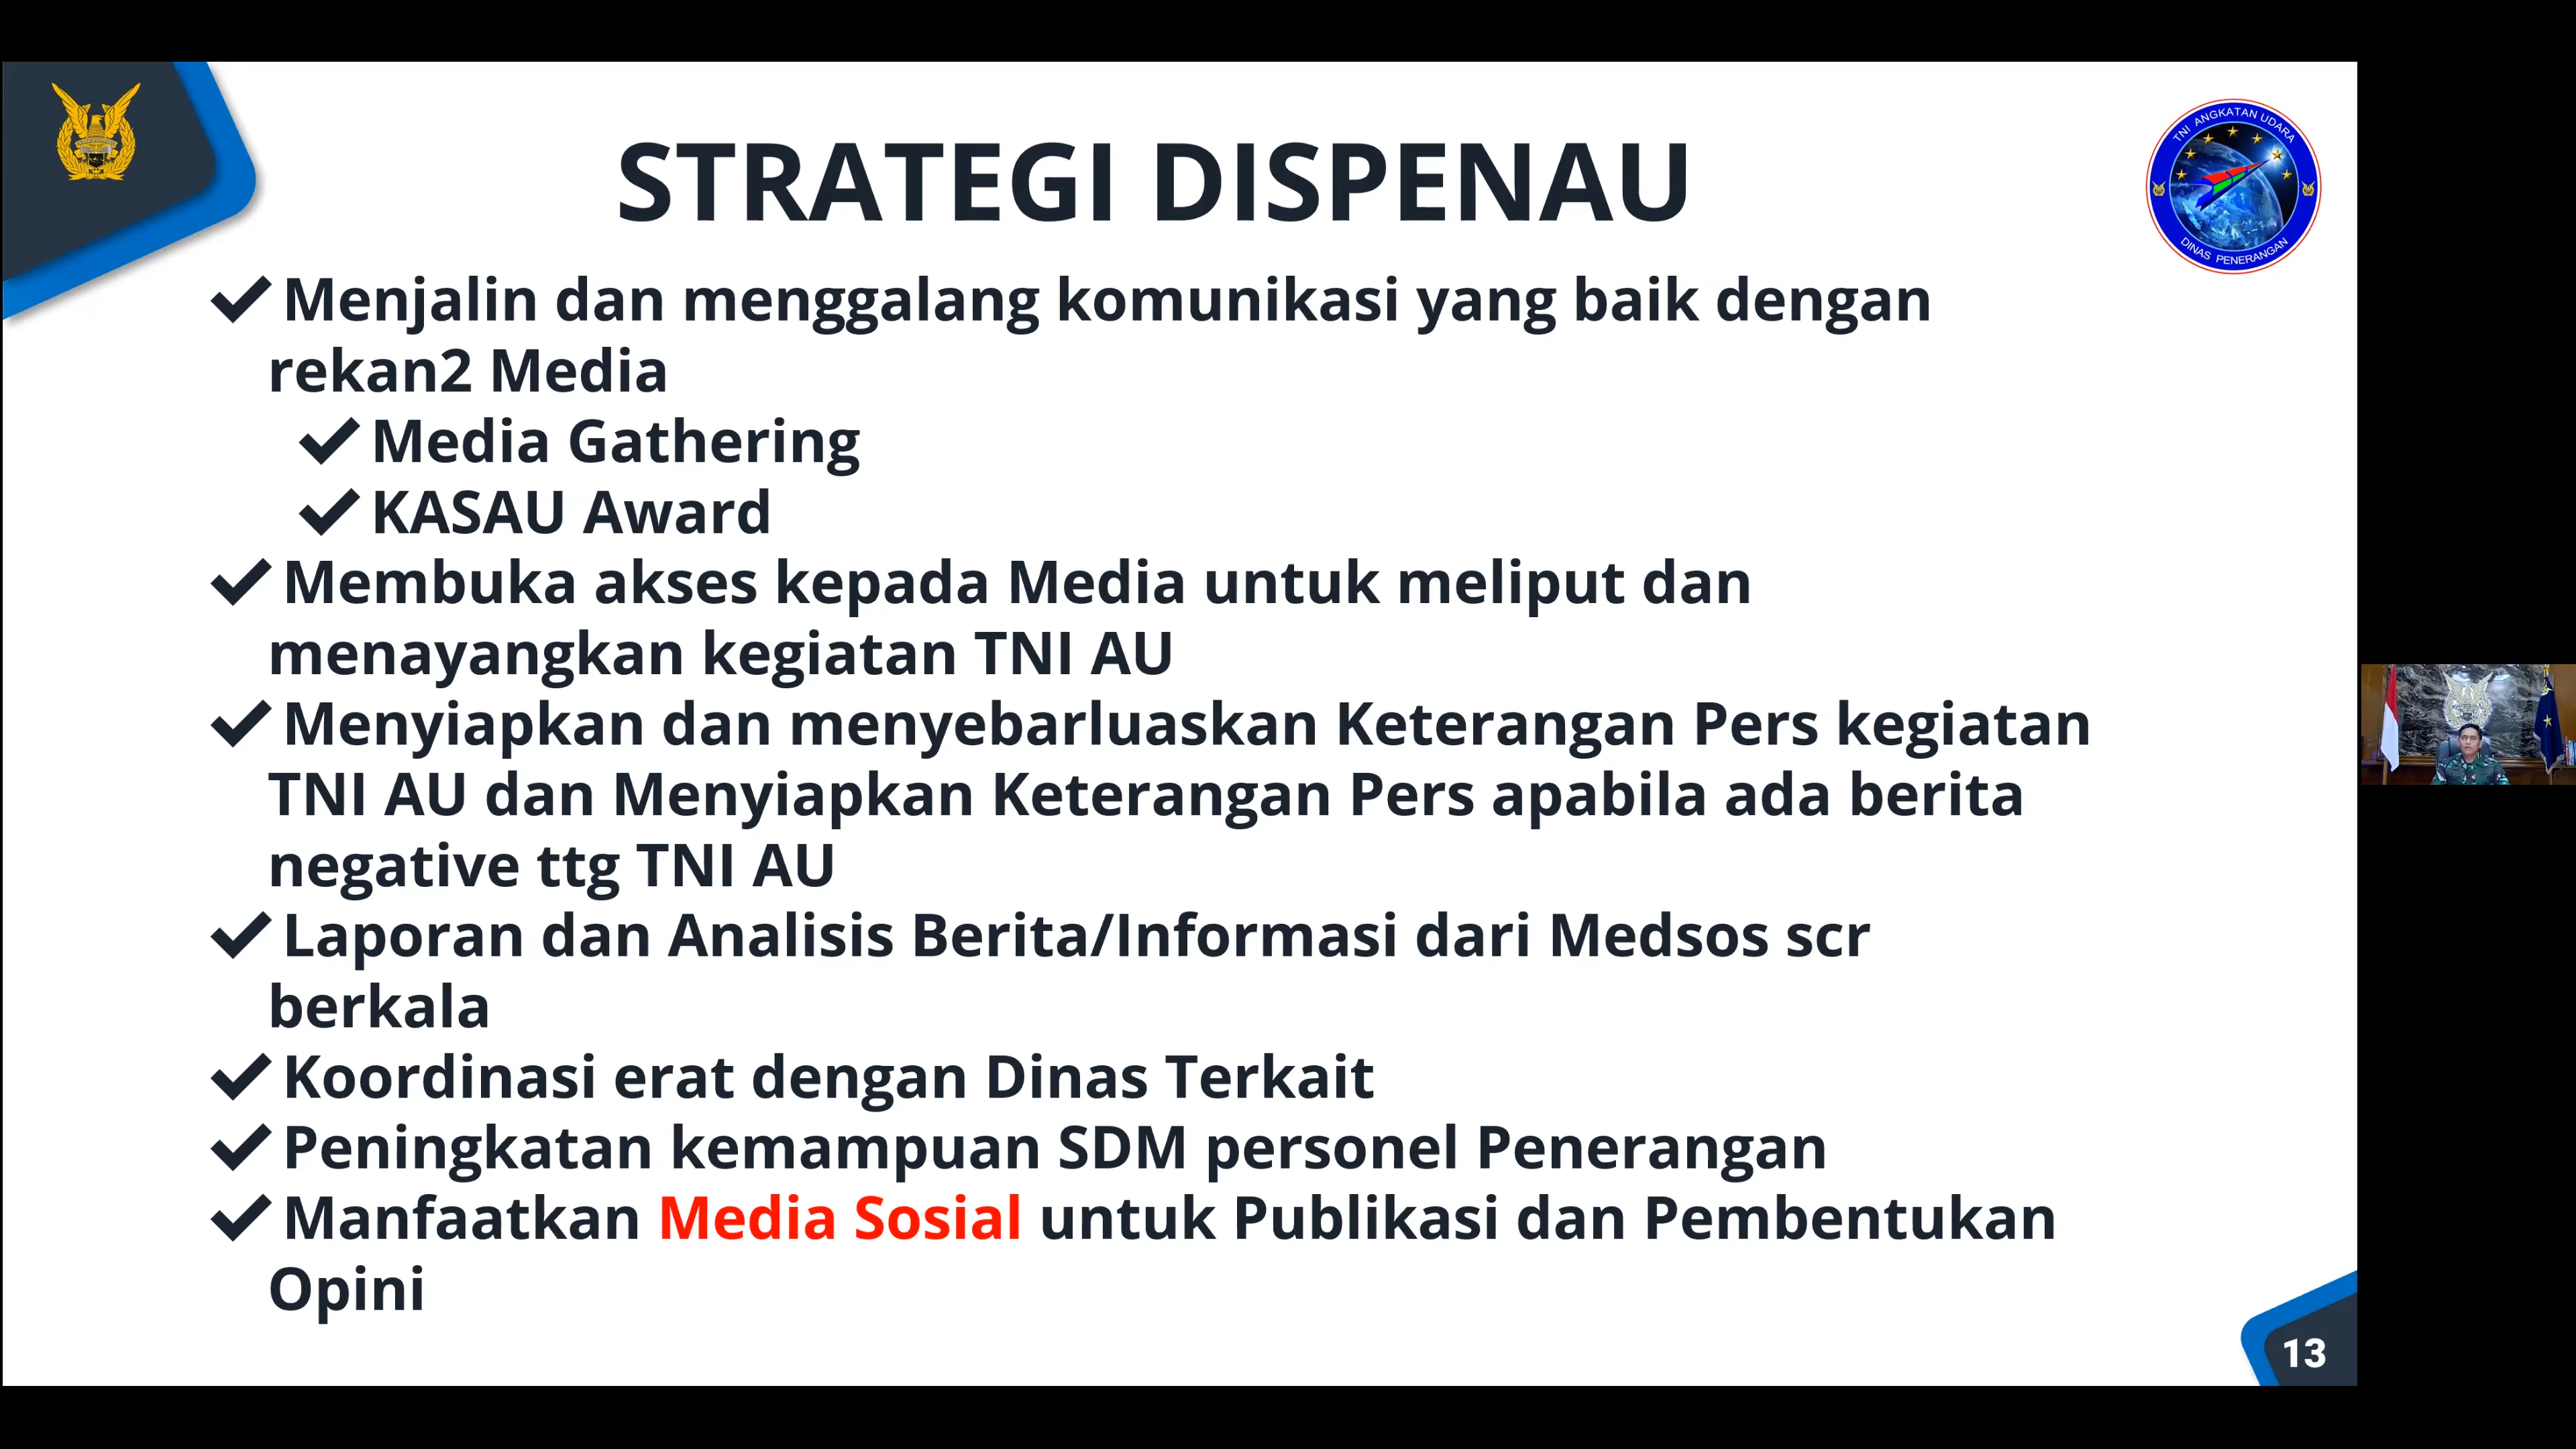 STRATEGI DISPENAU
TNI ANGKATAN UDARA
DINAS PENERANGAN
Menjalin dan menggalang komunikasi yang baik dengan
rekan2 Media
Media Gathering
KASAU Award
Membuka akses kepada Media untuk meliput dan
menayangkan kegiatan TNI AU
Menyiapkan dan menyebarluaskan Keterangan Pers kegiatan
TNI AU dan Menyiapkan Keterangan Pers apabila ada berita
negative ttg TNI AU
Laporan dan Analisis Berita/Informasi dari Medsos scr
berkala
Koordinasi erat dengan Dinas Terkait
Peningkatan kemampuan SDM personel Penerangan
Manfaatkan Media Sosial untuk Publikasi dan Pembentukan
Opini
13